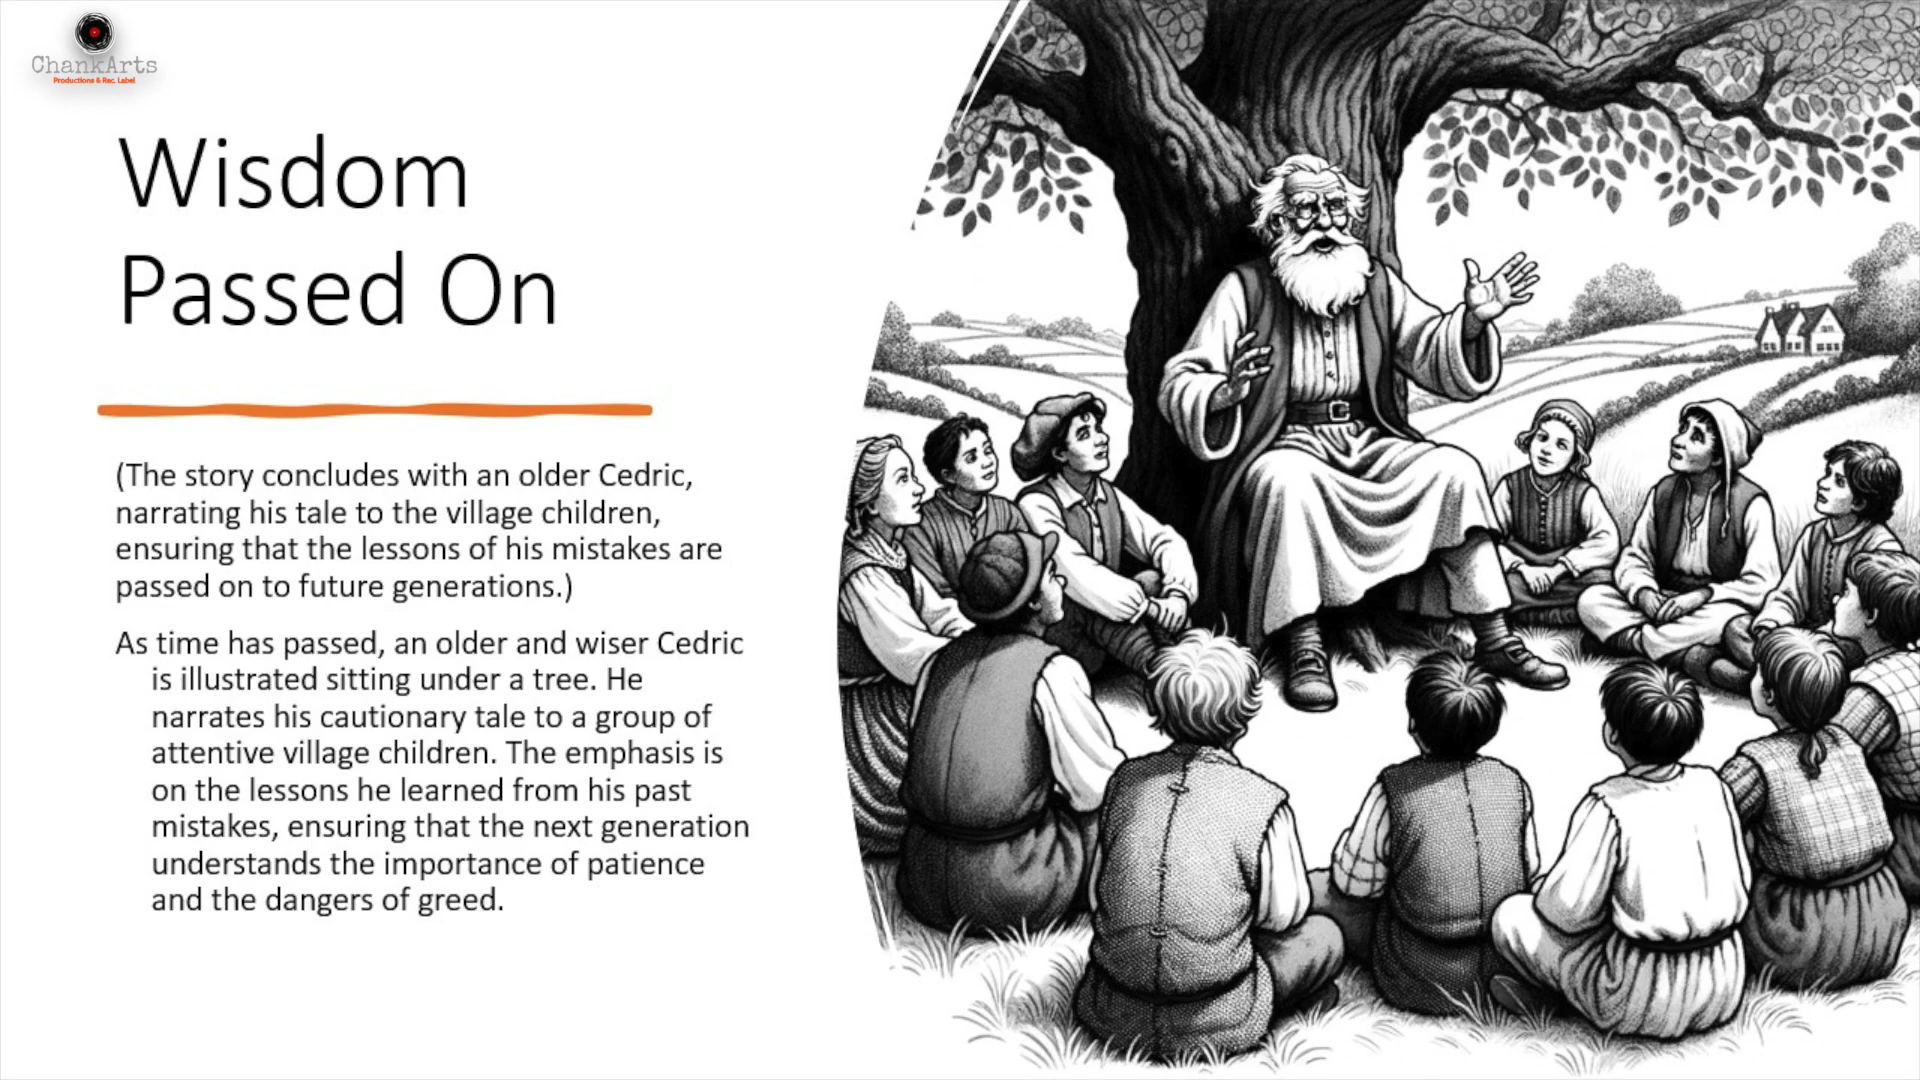 ChankArts
Productions & Rec. Label
Wisdom
Passed On
(The story concludes with an older Cedric,
narrating his tale to the village children,
ensuring that the lessons of his mistakes are
passed on to future generations.)
As time has passed, an older and wiser Cedric
is illustrated sitting under a tree. He
narrates his cautionary tale to a group of
attentive village children. The emphasis is
on the lessons he learned from his past
mistakes, ensuring that the next generation
understands the importance of patience
and the dangers of greed.